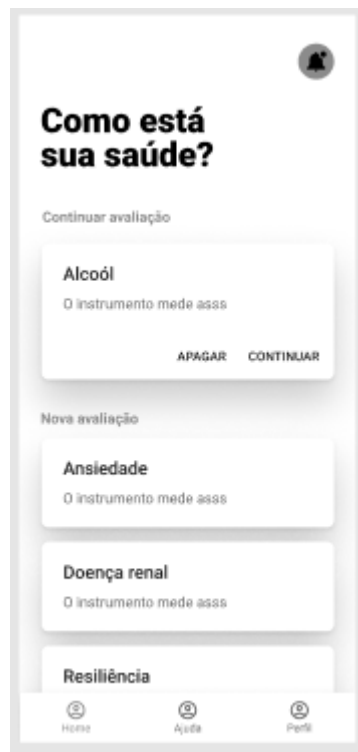 Como está
sua saúde?
Continuar avaliação
Alcoól
O instrumento mede asss
APAGAR CONTINUAR
Nova avaliação
Ansiedade
O instrumento mede asss
Doença renal
O instrumento mede asss
Resiliência
Home Ajuda Perfil